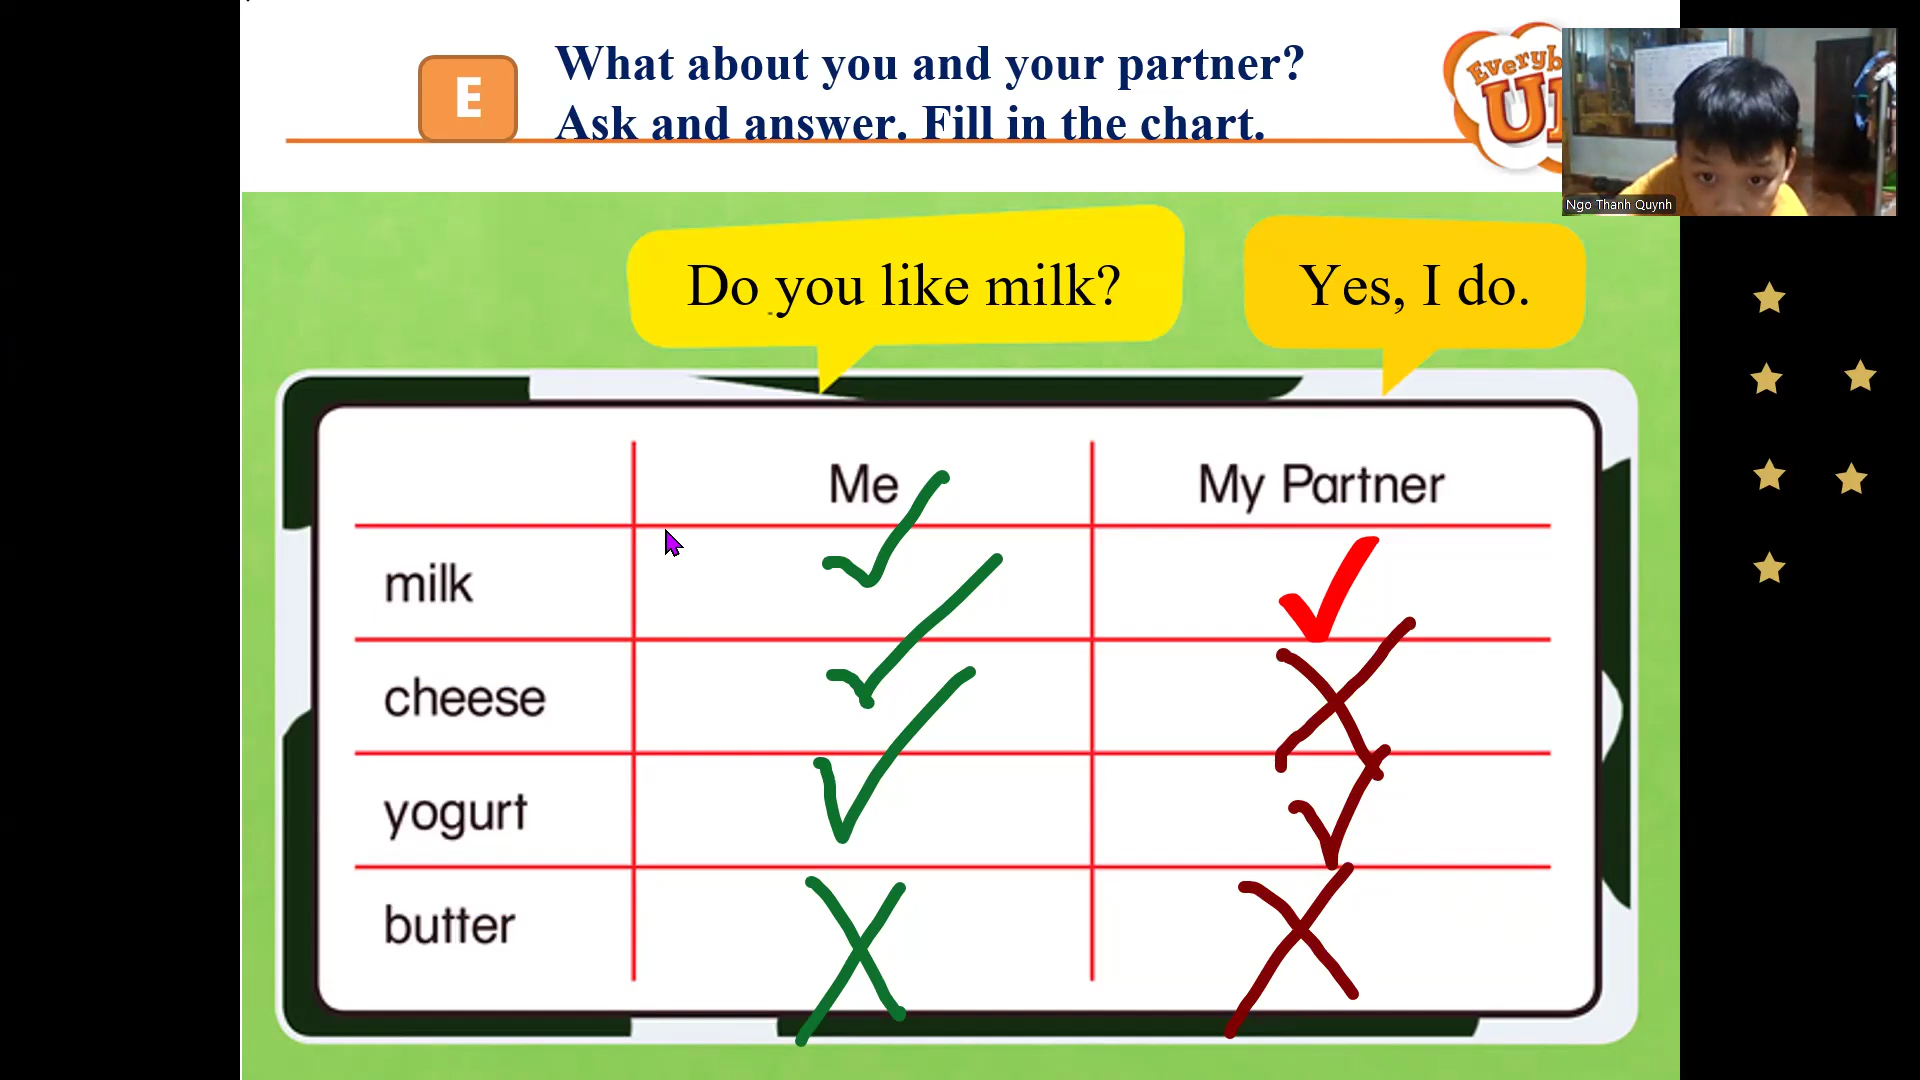 E
What about you and your partner?
Ask and answer. Fill in the chart.
Ngo Thanh Quynh
Do you like milk?
Yes, I do.
Me
My Partner
milk
cheese
yogurt
butter